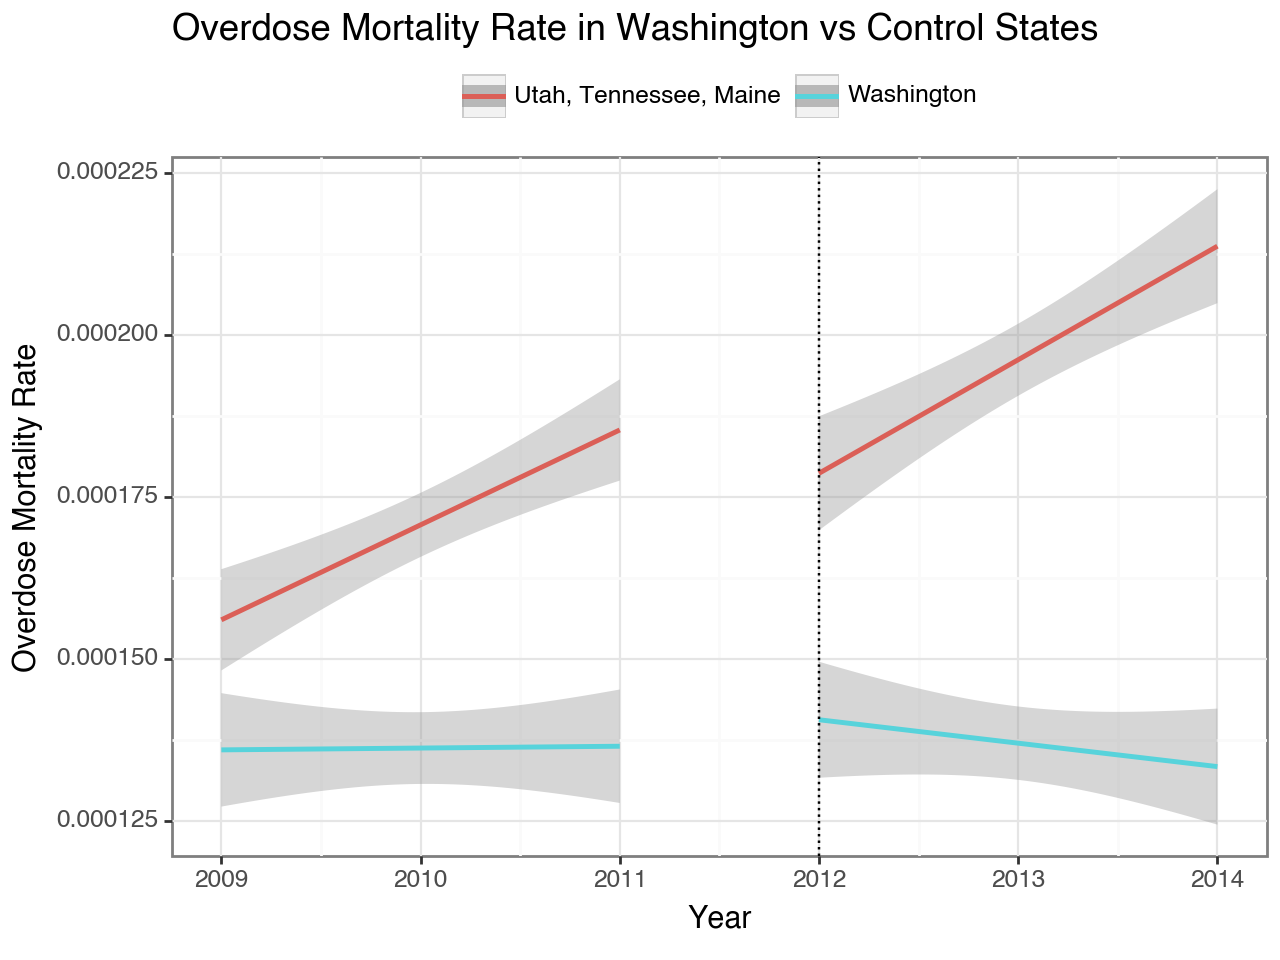 Overdose Mortality Rate in Washington vs Control States
Utah, Tennessee, Maine
Washington
0.000225
0.000200
0.000175
0.000150
0.000125
Overdose Mortality Rate
2009
2010
2011
2012
2013
2014
Year